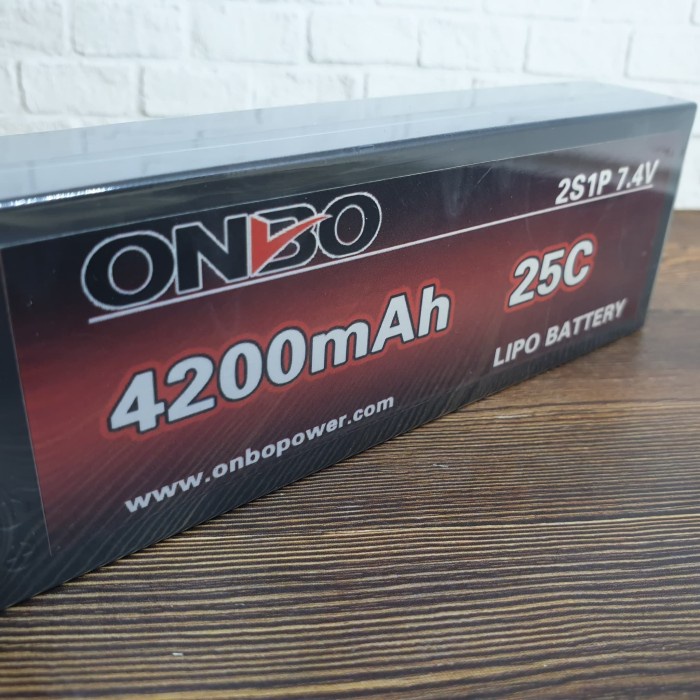 2S1P 7.4V
ONBO
4200mAh 25C
LIPO BATTERY
www.onbopower.com